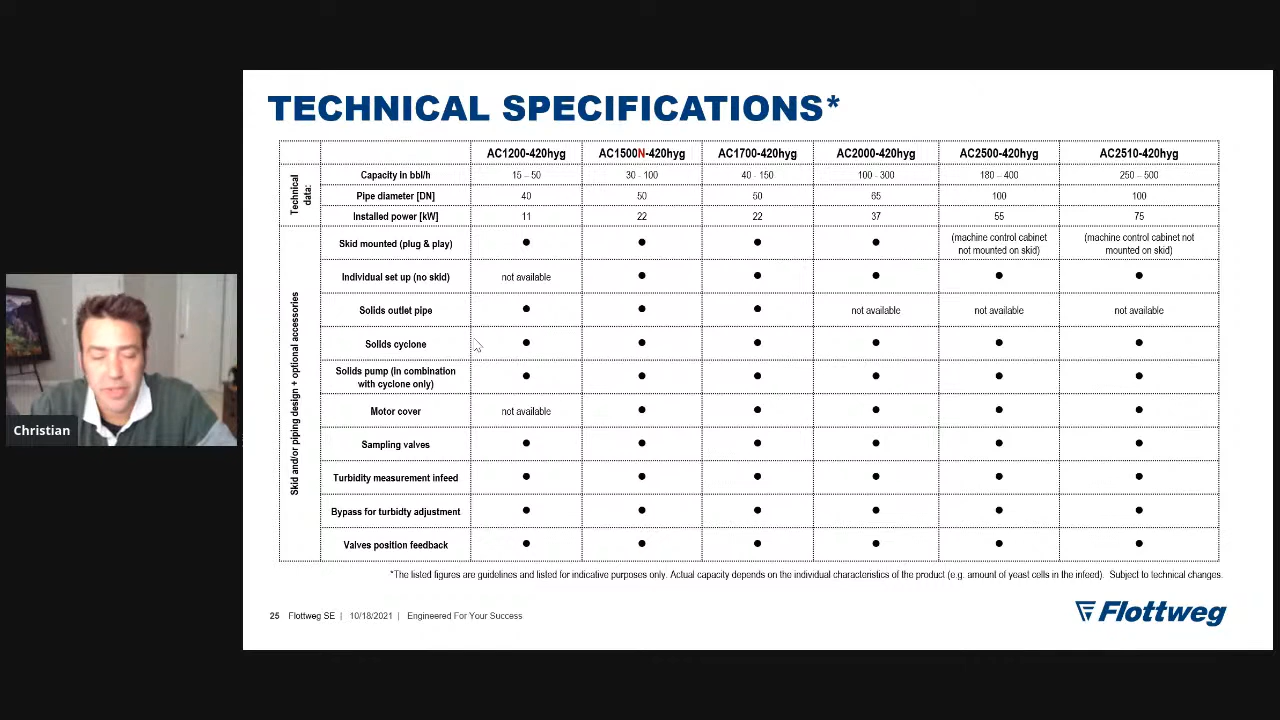 TECHNICAL SPECIFICATIONS*
AC1200-420hyg AC1500N-420hyg AC1700-420hyg AC2000-420hyg AC2500-420hyg AC2510-420hyg
Technical data:
Capacity in bbl/h 15 – 50 30 - 100 40 - 150 100 - 300 180 – 400 250 – 500
Pipe diameter [DN] 40 50 50 65 100 100
Installed power [kW] 11 22 22 37 55 75
Skid and/or piping design + optional accessories
Skid mounted (plug & play) ● ● ● ● (machine control cabinet not mounted on skid) (machine control cabinet not mounted on skid)
Individual set up (no skid) not available ● ● ● ● ●
Solids outlet pipe ● ● ● not available not available not available
Solids cyclone ● ● ● ● ● ●
Solids pump (in combination with cyclone only) ● ● ● ● ● ●
Motor cover not available ● ● ● ● ●
Sampling valves ● ● ● ● ● ●
Turbidity measurement infeed ● ● ● ● ● ●
Bypass for turbidty adjustment ● ● ● ● ● ●
Valves position feedback ● ● ● ● ● ●
*The listed figures are guidelines and listed for indicative purposes only. Actual capacity depends on the individual characteristics of the product (e.g. amount of yeast cells in the infeed). Subject to technical changes.
25 Flottweg SE | 10/18/2021 | Engineered For Your Success
Flottweg
Christian